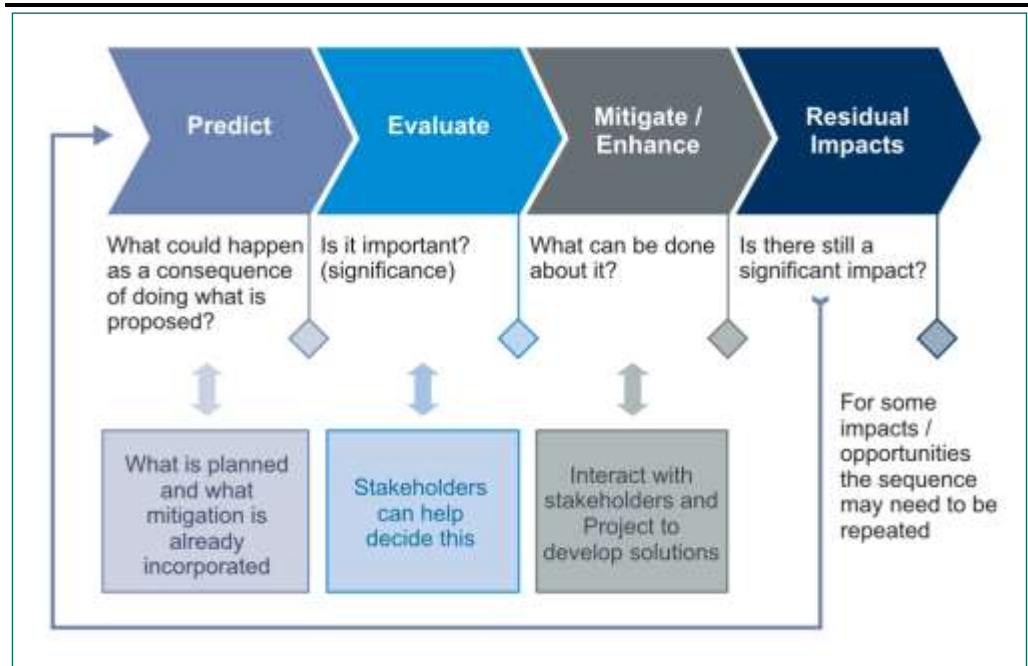 Predict
Evaluate
Mitigate /
Enhance
Residual
Impacts
What could happen
as a consequence
of doing what is
proposed?
Is it important?
(significance)
What can be done
about it?
Is there still a
significant impact?
What is planned
and what
mitigation is
already
incorporated
Stakeholders
can help
decide this
Interact with
stakeholders and
Project to
develop solutions
For some
impacts /
opportunities
the sequence
may need to be
repeated